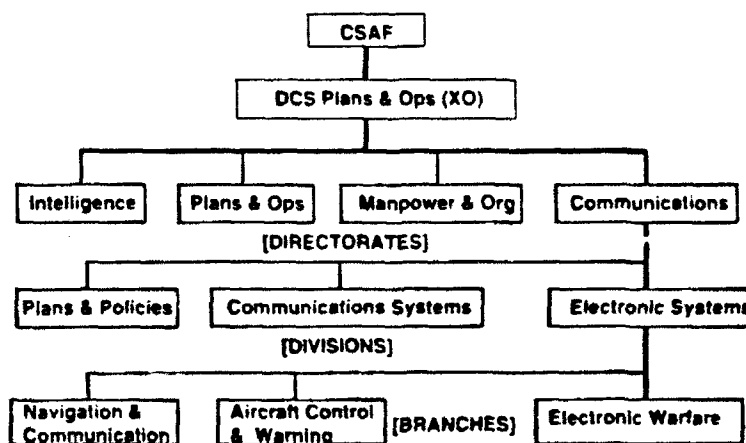 CSAF
DCS Plans & Ops (XO)
Intelligence
Plans & Ops
Manpower & Org
Communications
[DIRECTORATES]
Plans & Policies
Communications Systems
Electronic Systems
[DIVISIONS]
Navigation &
Communication
Aircraft Control
& Warning
[BRANCHES]
Electronic Warfare